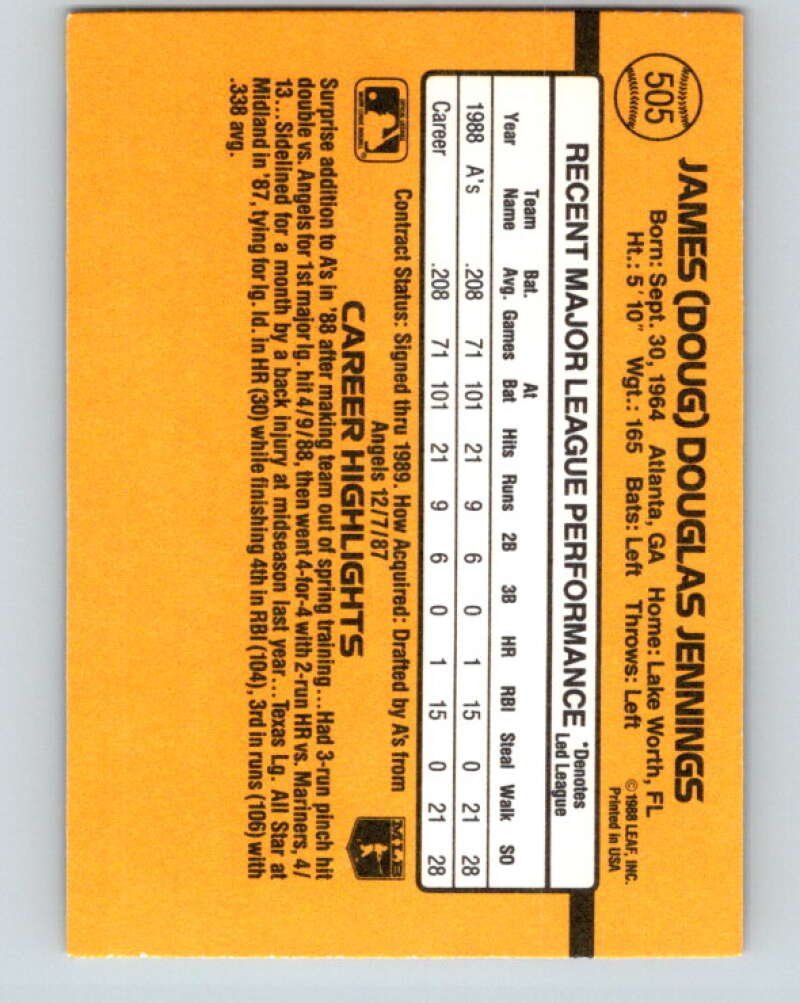 505
JAMES (DOUG) DOUGLAS JENNINGS
Born: Sept. 30, 1964 Atlanta, GA Home: Lake Worth, FL
Ht.: 5'10" Wgt.: 165 Bats: Left Throws: Left
© 1988 LEAF, INC.
Printed in USA
RECENT MAJOR LEAGUE PERFORMANCE *Denotes Led League
Year Team Name Bat. Avg. Games At Bat Hits Runs 2B 3B HR RBI Steal Walk SO
1988 A's .208 71 101 21 9 6 0 1 15 0 21 28
Career .208 71 101 21 9 6 0 1 15 0 21 28
Contract Status: Signed thru 1989. How Acquired: Drafted by A's from
Angels 12/7/87
MLB
CAREER HIGHLIGHTS
Surprise addition to A's in '88 after making team out of spring training...Had 3-run pinch hit
double vs. Angels for 1st major lg. hit 4/9/88, then went 4-for-4 with 2-run HR vs. Mariners, 4/
13...Sidelined for a month by a back injury at midseason last year...Texas Lg. All Star at
Midland in '87, tying for lg. ld. in HR (30) while finishing 4th in RBI (104), 3rd in runs (106) with
.338 avg.